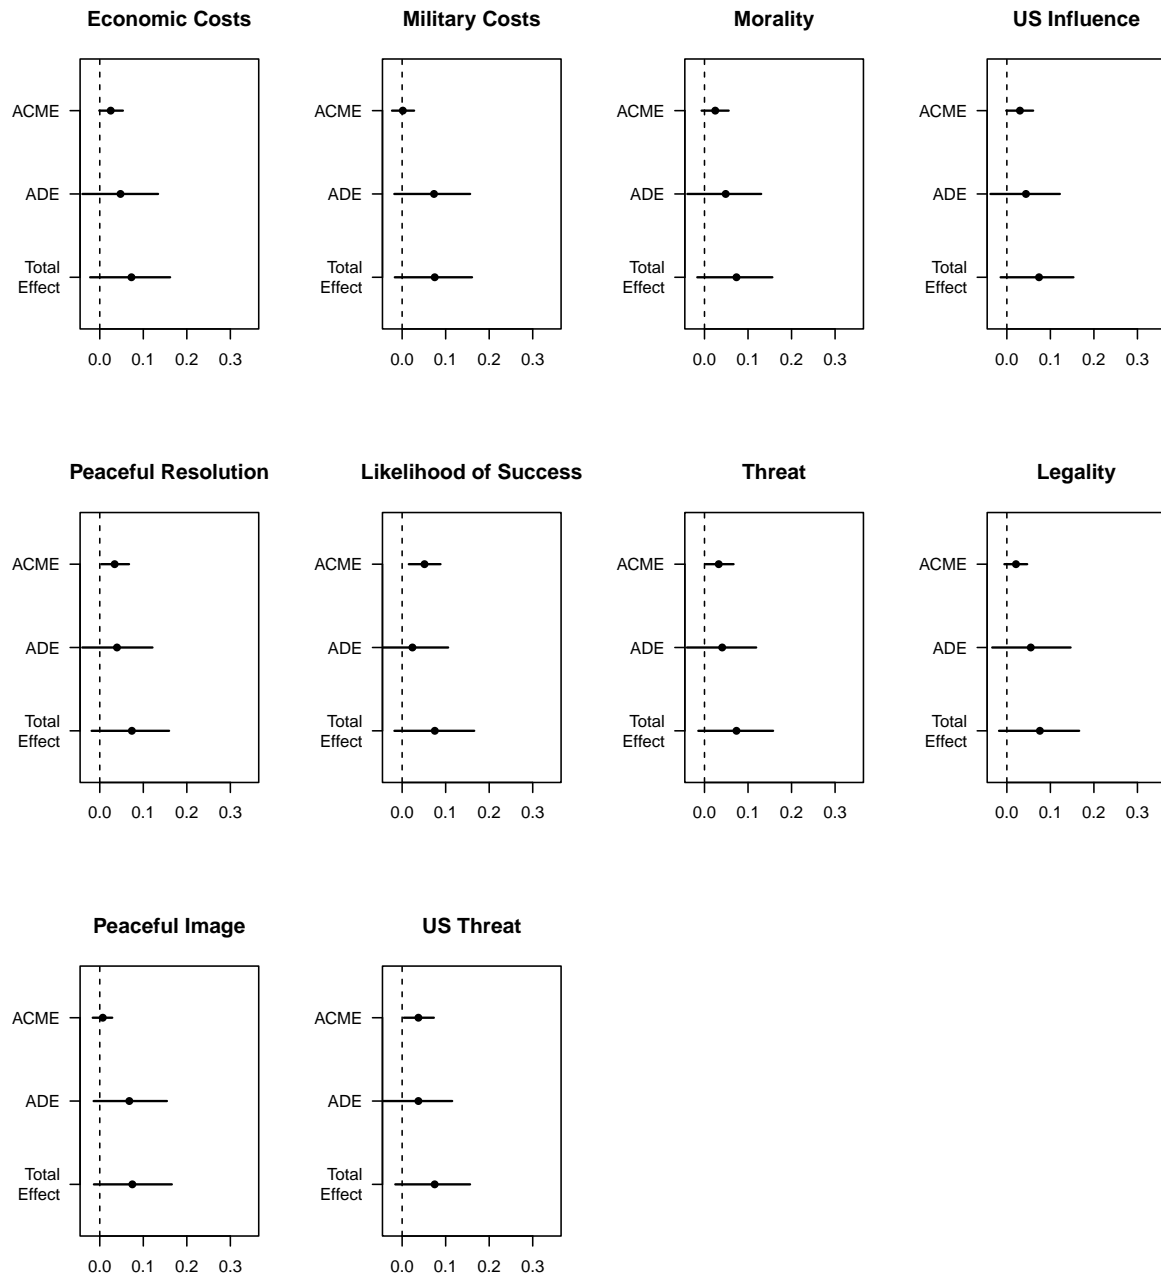 Economic Costs
ACME
ADE
Total
Effect
0.0 0.1 0.2 0.3
Military Costs
ACME
ADE
Total
Effect
0.0 0.1 0.2 0.3
Morality
ACME
ADE
Total
Effect
0.0 0.1 0.2 0.3
US Influence
ACME
ADE
Total
Effect
0.0 0.1 0.2 0.3
Peaceful Resolution
ACME
ADE
Total
Effect
0.0 0.1 0.2 0.3
Likelihood of Success
ACME
ADE
Total
Effect
0.0 0.1 0.2 0.3
Threat
ACME
ADE
Total
Effect
0.0 0.1 0.2 0.3
Legality
ACME
ADE
Total
Effect
0.0 0.1 0.2 0.3
Peaceful Image
ACME
ADE
Total
Effect
0.0 0.1 0.2 0.3
US Threat
ACME
ADE
Total
Effect
0.0 0.1 0.2 0.3